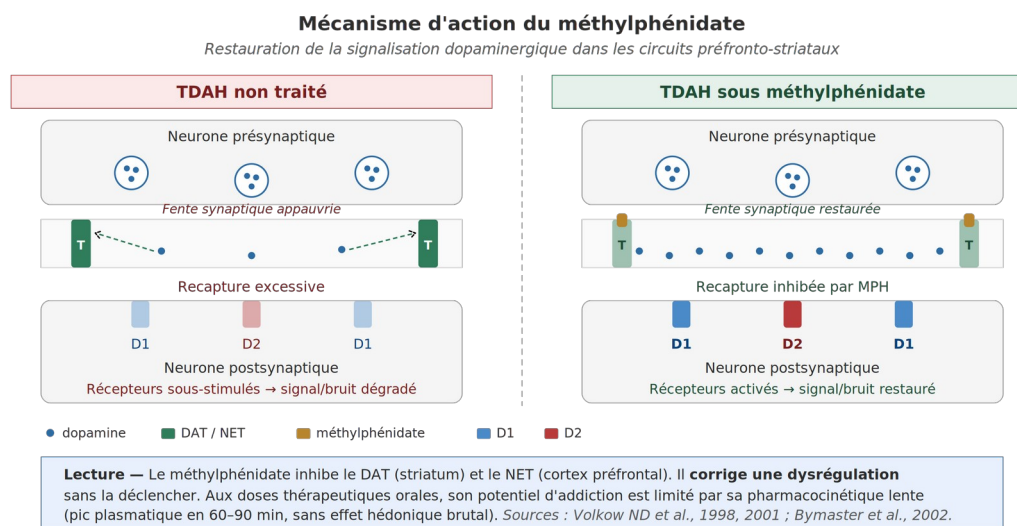 Mécanisme d'action du méthylphénidate
Restauration de la signalisation dopaminergique dans les circuits préfronto-striataux
TDAH non traité
Neurone présynaptique
Fente synaptique appauvrie
T
T
Recapture excessive
D1
D2
D1
Neurone postsynaptique
Récepteurs sous-stimulés → signal/bruit dégradé
TDAH sous méthylphénidate
Neurone présynaptique
Fente synaptique restaurée
T
T
Recapture inhibée par MPH
D1
D2
D1
Neurone postsynaptique
Récepteurs activés → signal/bruit restauré
dopamine
DAT / NET
méthylphénidate
D1
D2
Lecture — Le méthylphénidate inhibe le DAT (striatum) et le NET (cortex préfrontal). Il corrige une dysrégulation
sans la déclencher. Aux doses thérapeutiques orales, son potentiel d'addiction est limité par sa pharmacocinétique lente
(pic plasmatique en 60–90 min, sans effet hédonique brutal). Sources : Volkow ND et al., 1998, 2001 ; Bymaster et al., 2002.